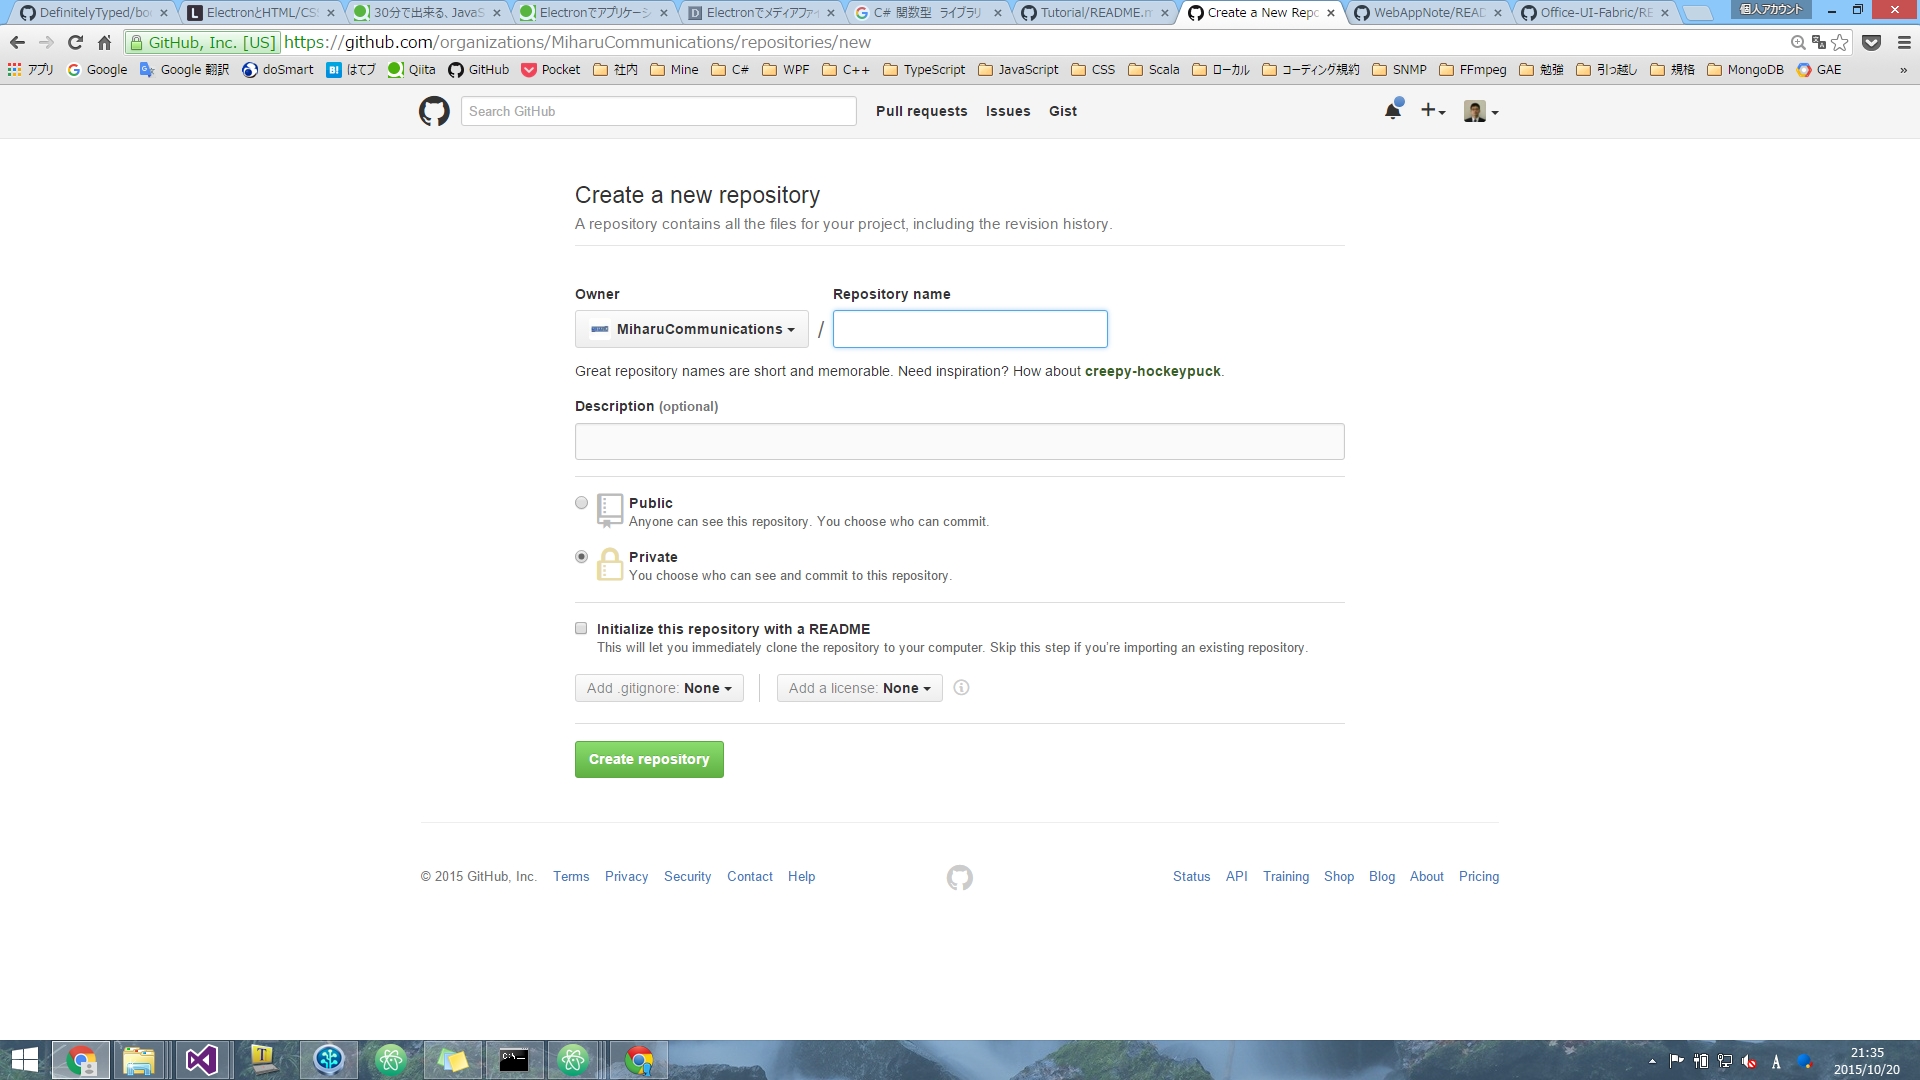 DefinitelyTyped/bo
ElectronとHTML/CS
30分で出来る、JavaS
Electronでアプリケーシ
Electronでメディアファイ
C# 関数型 ライブラリ
Tutorial/README.m
Create a New Repo
WebAppNote/READ
Office-UI-Fabric/RE
個人アカウント
GitHub, Inc. [US] https://github.com/organizations/MiharuCommunications/repositories/new
アプリ Google Google 翻訳 doSmart B! はてブ Qiita GitHub Pocket 社内 Mine C# WPF C++ TypeScript JavaScript CSS Scala ローカル コーディング規約 SNMP FFmpeg 勉強 引っ越し 規格 MongoDB GAE »
Search GitHub Pull requests Issues Gist
Create a new repository
A repository contains all the files for your project, including the revision history.
Owner Repository name
MiharuCommunications /
Great repository names are short and memorable. Need inspiration? How about creepy-hockeypuck.
Description (optional)
Public
Anyone can see this repository. You choose who can commit.
Private
You choose who can see and commit to this repository.
Initialize this repository with a README
This will let you immediately clone the repository to your computer. Skip this step if you're importing an existing repository.
Add .gitignore: None Add a license: None
Create repository
© 2015 GitHub, Inc. Terms Privacy Security Contact Help Status API Training Shop Blog About Pricing
A
21:35
2015/10/20